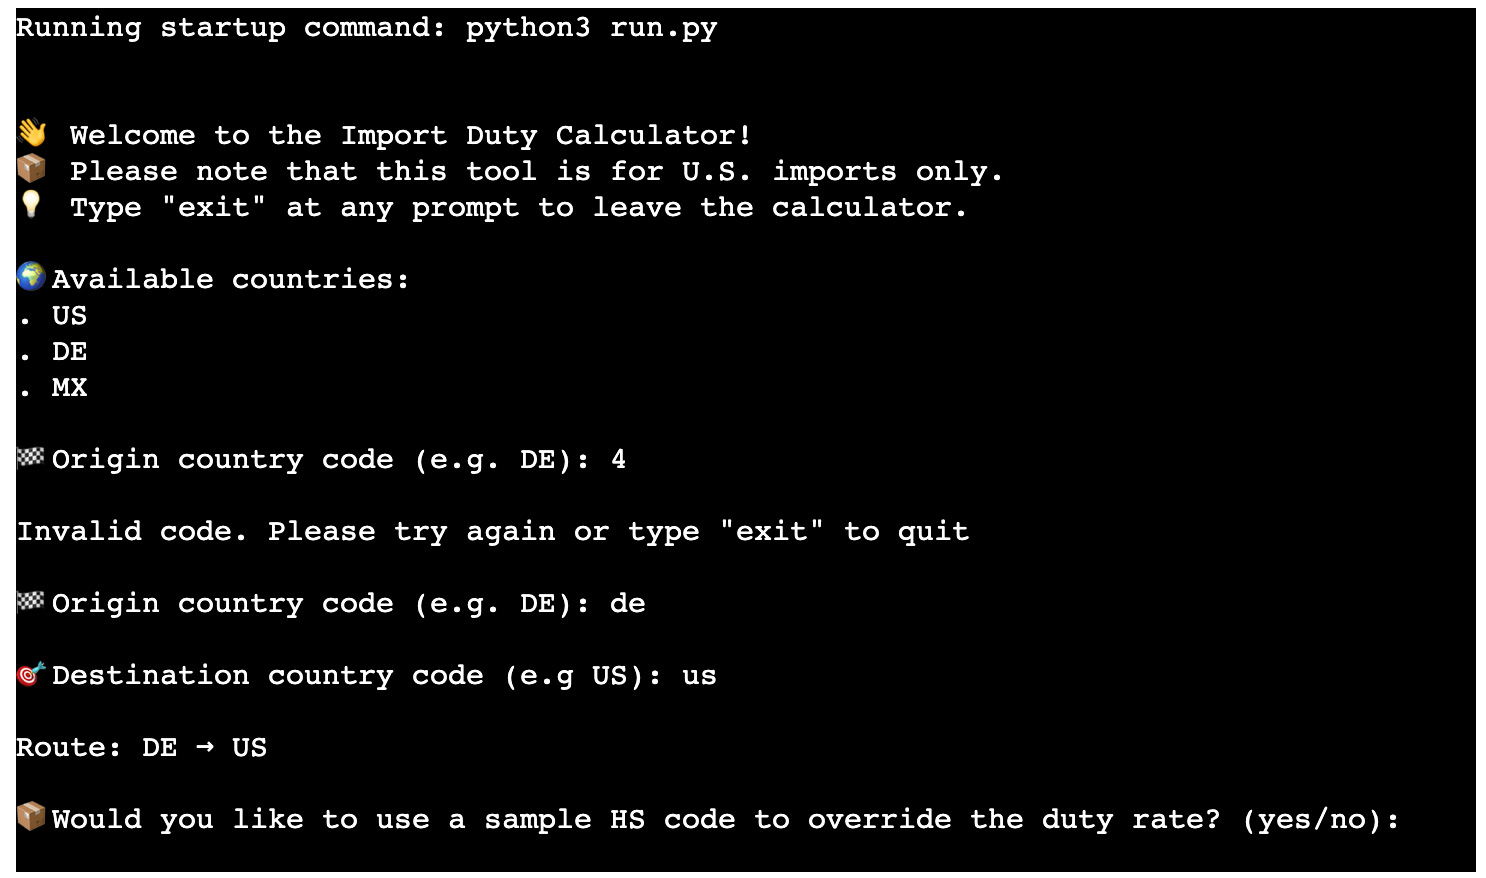 Running startup command: python3 run.py
👋 Welcome to the Import Duty Calculator!
📦 Please note that this tool is for U.S. imports only.
💡 Type "exit" at any prompt to leave the calculator.
🌍 Available countries:
. US
. DE
. MX
🏁 Origin country code (e.g. DE): 4
Invalid code. Please try again or type "exit" to quit
🏁 Origin country code (e.g. DE): de
🎯 Destination country code (e.g US): us
Route: DE → US
📦 Would you like to use a sample HS code to override the duty rate? (yes/no):